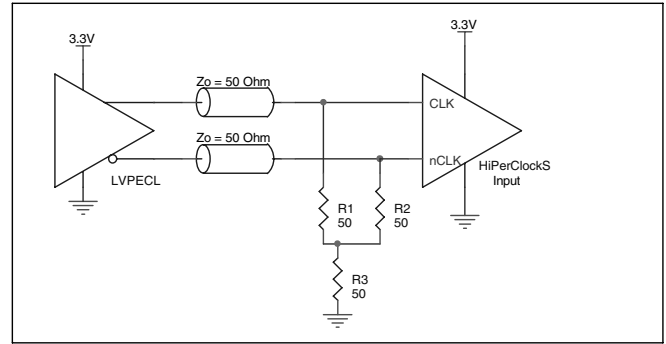 3.3V
3.3V
Zo = 50 Ohm
CLK
Zo = 50 Ohm
nCLK
HiPerClockS
Input
LVPECL
R1
50
R2
50
R3
50